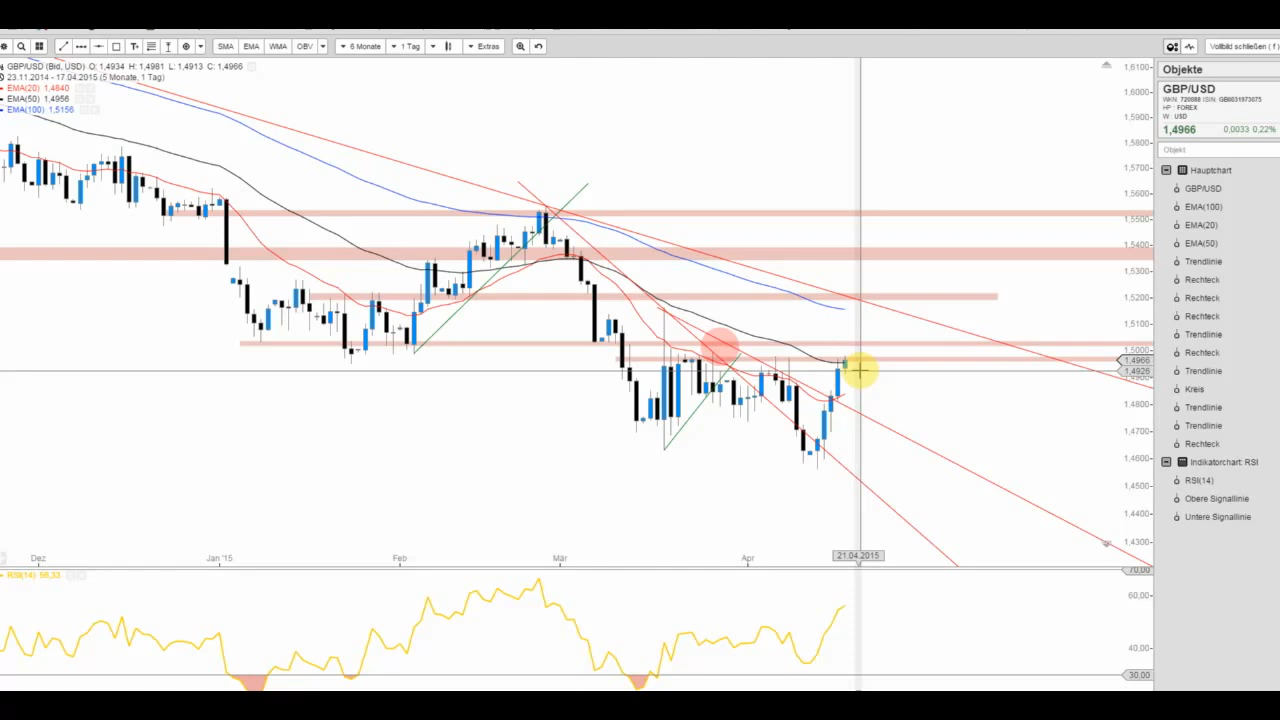 SMA EMA WMA OBV 6 Monate 1 Tag Extras Vollbild schließen ( f )
GBP/USD (Bid, USD) O: 1,4934 H: 1,4981 L: 1,4913 C: 1,4966
23.11.2014 - 17.04.2015 (5 Monate, 1 Tag)
EMA(20) 1,4840
EMA(50) 1,4956
EMA(100) 1,5156
1,6100
1,6000
1,5900
1,5800
1,5700
1,5600
1,5500
1,5400
1,5300
1,5200
1,5100
1,5000
1,4966
1,4926
1,4800
1,4700
1,4600
1,4500
1,4400
1,4300
Dez Jan '15 Feb Mär Apr 21.04.2015
RSI(14) 56,33
70,00
60,00
40,00
30,00
Objekte
GBP/USD
WKN: 720088 ISIN: GB0031973075
HP : FOREX
W : USD
1,4966 0,0033 0,22%
Objekt
Hauptchart
GBP/USD
EMA(100)
EMA(20)
EMA(50)
Trendlinie
Rechteck
Rechteck
Rechteck
Trendlinie
Rechteck
Trendlinie
Kreis
Trendlinie
Trendlinie
Rechteck
Indikatorchart: RSI
RSI(14)
Obere Signallinie
Untere Signallinie